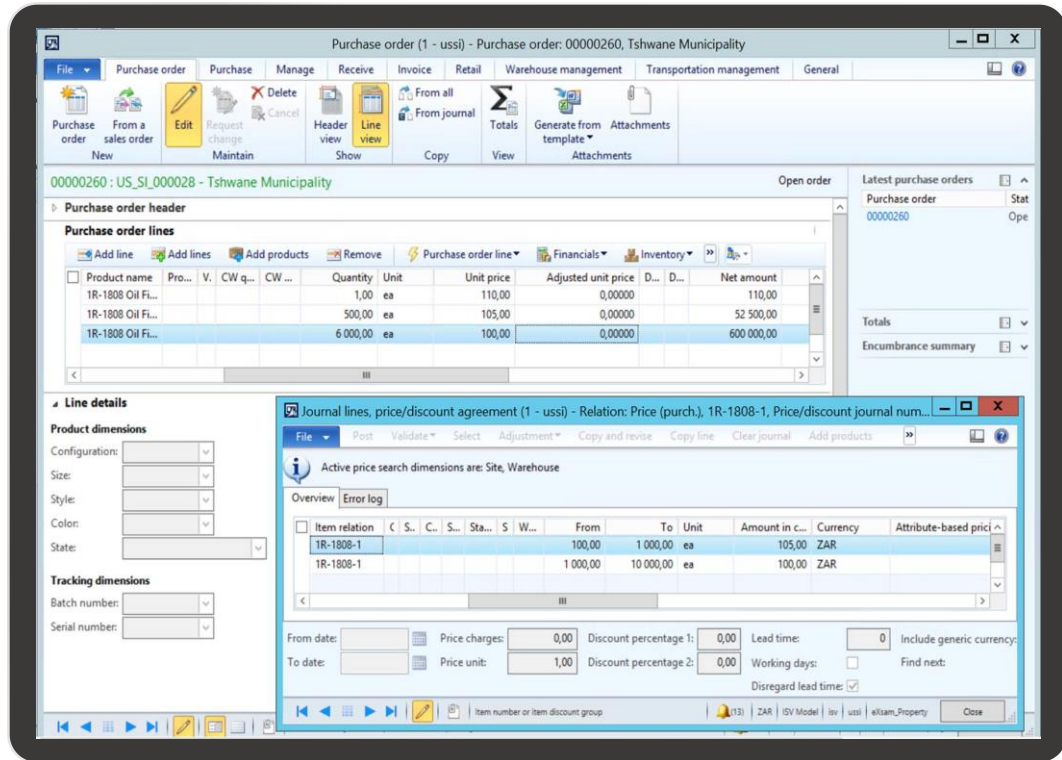 Purchase order (1 - ussi) - Purchase order: 00000260, Tshwane Municipality
File Purchase order Purchase Manage Receive Invoice Retail Warehouse management Transportation management General
Purchase order
From a sales order
New
Edit
Request change
Delete
Cancel
Maintain
Header view
Line view
Show
From all
From journal
Copy
Totals
View
Generate from template
Attachments
Attachments
00000260 : US_SI_000028 - Tshwane Municipality Open order
Purchase order header
Purchase order lines
Add line Add lines Add products Remove Purchase order line Financials Inventory »
Product name Pro... V. CW q... CW ... Quantity Unit Unit price Adjusted unit price D... D... Net amount
1R-1808 Oil Fi... 1,00 ea 110,00 0,00000 110,00
1R-1808 Oil Fi... 500,00 ea 105,00 0,00000 52 500,00
1R-1808 Oil Fi... 6 000,00 ea 100,00 0,00000 600 000,00
Latest purchase orders
Purchase order Stat
00000260 Ope
Totals
Encumbrance summary
Line details
Product dimensions
Configuration:
Size:
Style:
Color:
State:
Tracking dimensions
Batch number:
Serial number:
Journal lines, price/discount agreement (1 - ussi) - Relation: Price (purch.), 1R-1808-1, Price/discount journal num...
File Post Validate Select Adjustment Copy and revise Copy line Clear journal Add products »
Active price search dimensions are: Site, Warehouse
Overview Error log
Item relation C S.. C.. S... Sta... S W... From To Unit Amount in c... Currency Attribute-based prici
1R-1808-1 100,00 1 000,00 ea 105,00 ZAR
1R-1808-1 1 000,00 10 000,00 ea 100,00 ZAR
From date: Price charges: 0,00 Discount percentage 1: 0,00 Lead time: 0 Include generic currency:
To date: Price unit: 1,00 Discount percentage 2: 0,00 Working days: Find next:
Disregard lead time:
Item number or item discount group (13) ZAR ISV Model isv ussi eXsam_Property Close